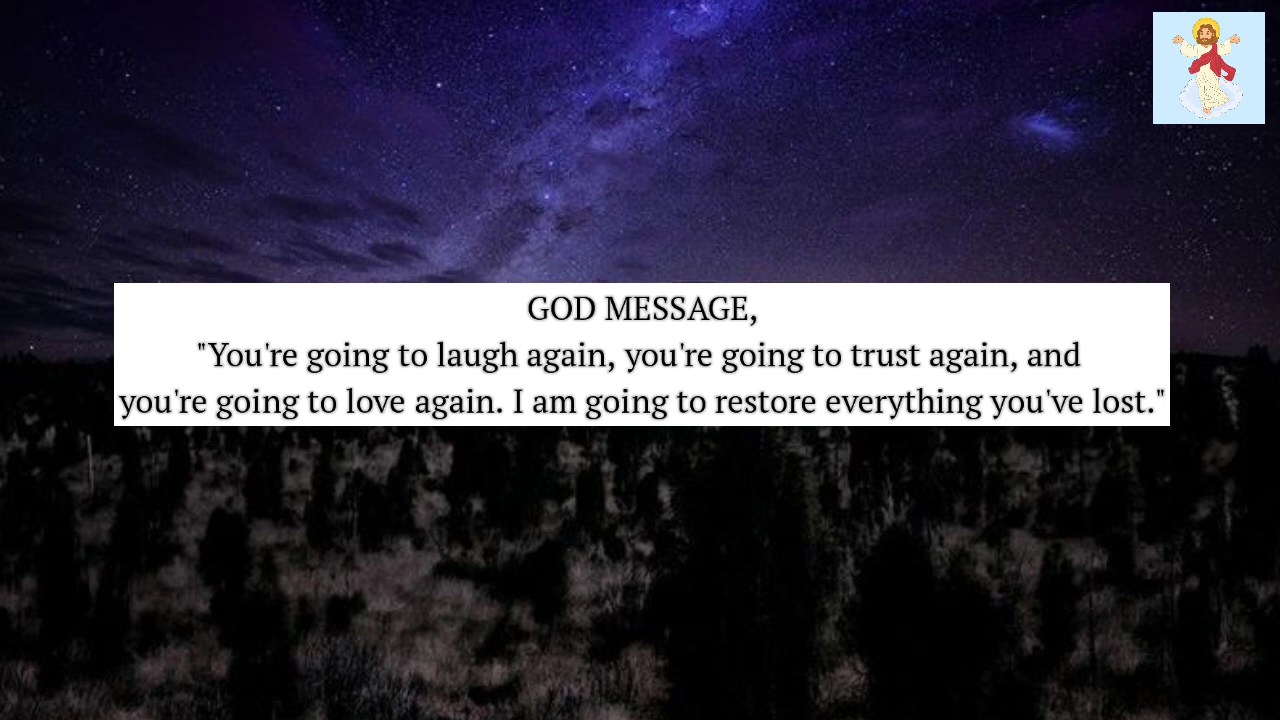 GOD MESSAGE,
"You're going to laugh again, you're going to trust again, and
you're going to love again. I am going to restore everything you've lost."